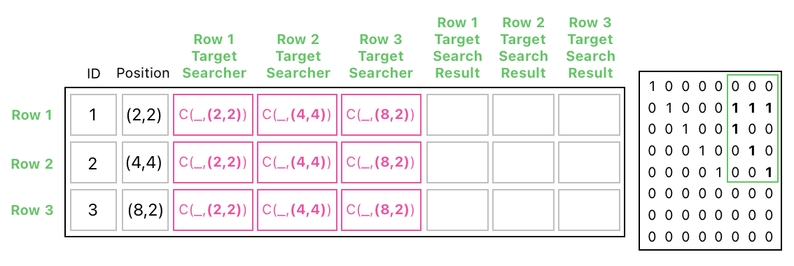 Row 1 Target Searcher
Row 2 Target Searcher
Row 3 Target Searcher
Row 1 Target Search Result
Row 2 Target Search Result
Row 3 Target Search Result
ID Position
Row 1 1 (2,2) C(_,(2,2)) C(_,(4,4)) C(_,(8,2))
Row 2 2 (4,4) C(_,(2,2)) C(_,(4,4)) C(_,(8,2))
Row 3 3 (8,2) C(_,(2,2)) C(_,(4,4)) C(_,(8,2))
1 0 0 0 0 0 0 0
0 1 0 0 0 1 1 1
0 0 1 0 0 1 0 0
0 0 0 1 0 0 1 0
0 0 0 0 1 0 0 1
0 0 0 0 0 0 0 0
0 0 0 0 0 0 0 0
0 0 0 0 0 0 0 0